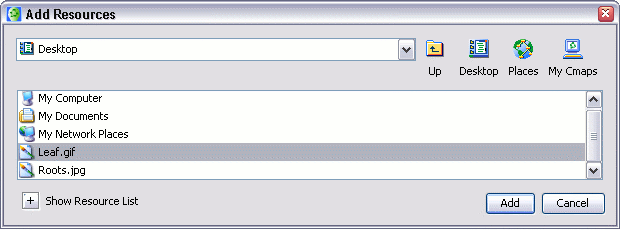 Add Resources
Desktop
Up
Desktop
Places
My Cmaps
My Computer
My Documents
My Network Places
Leaf.gif
Roots.jpg
Show Resource List
Add
Cancel